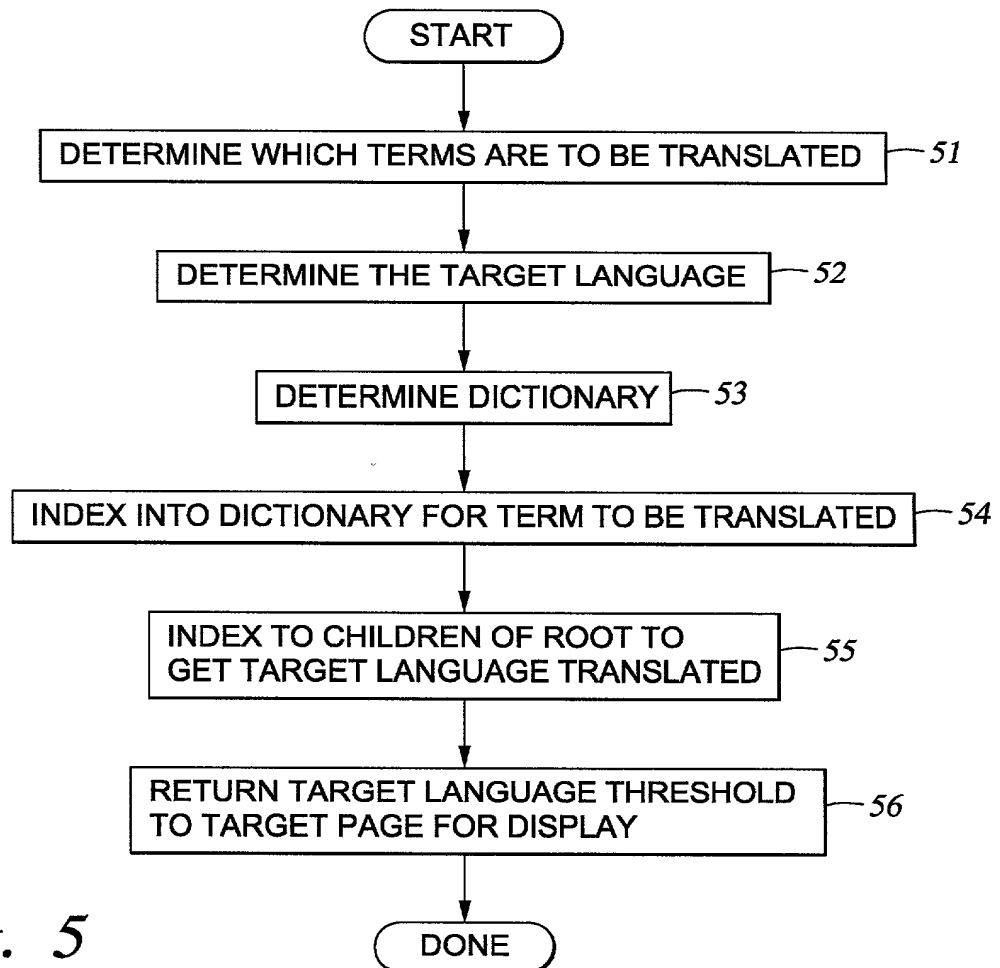 START
DETERMINE WHICH TERMS ARE TO BE TRANSLATED 51
DETERMINE THE TARGET LANGUAGE 52
DETERMINE DICTIONARY 53
INDEX INTO DICTIONARY FOR TERM TO BE TRANSLATED 54
INDEX TO CHILDREN OF ROOT TO
GET TARGET LANGUAGE TRANSLATED 55
RETURN TARGET LANGUAGE THRESHOLD
TO TARGET PAGE FOR DISPLAY 56
DONE
. 5